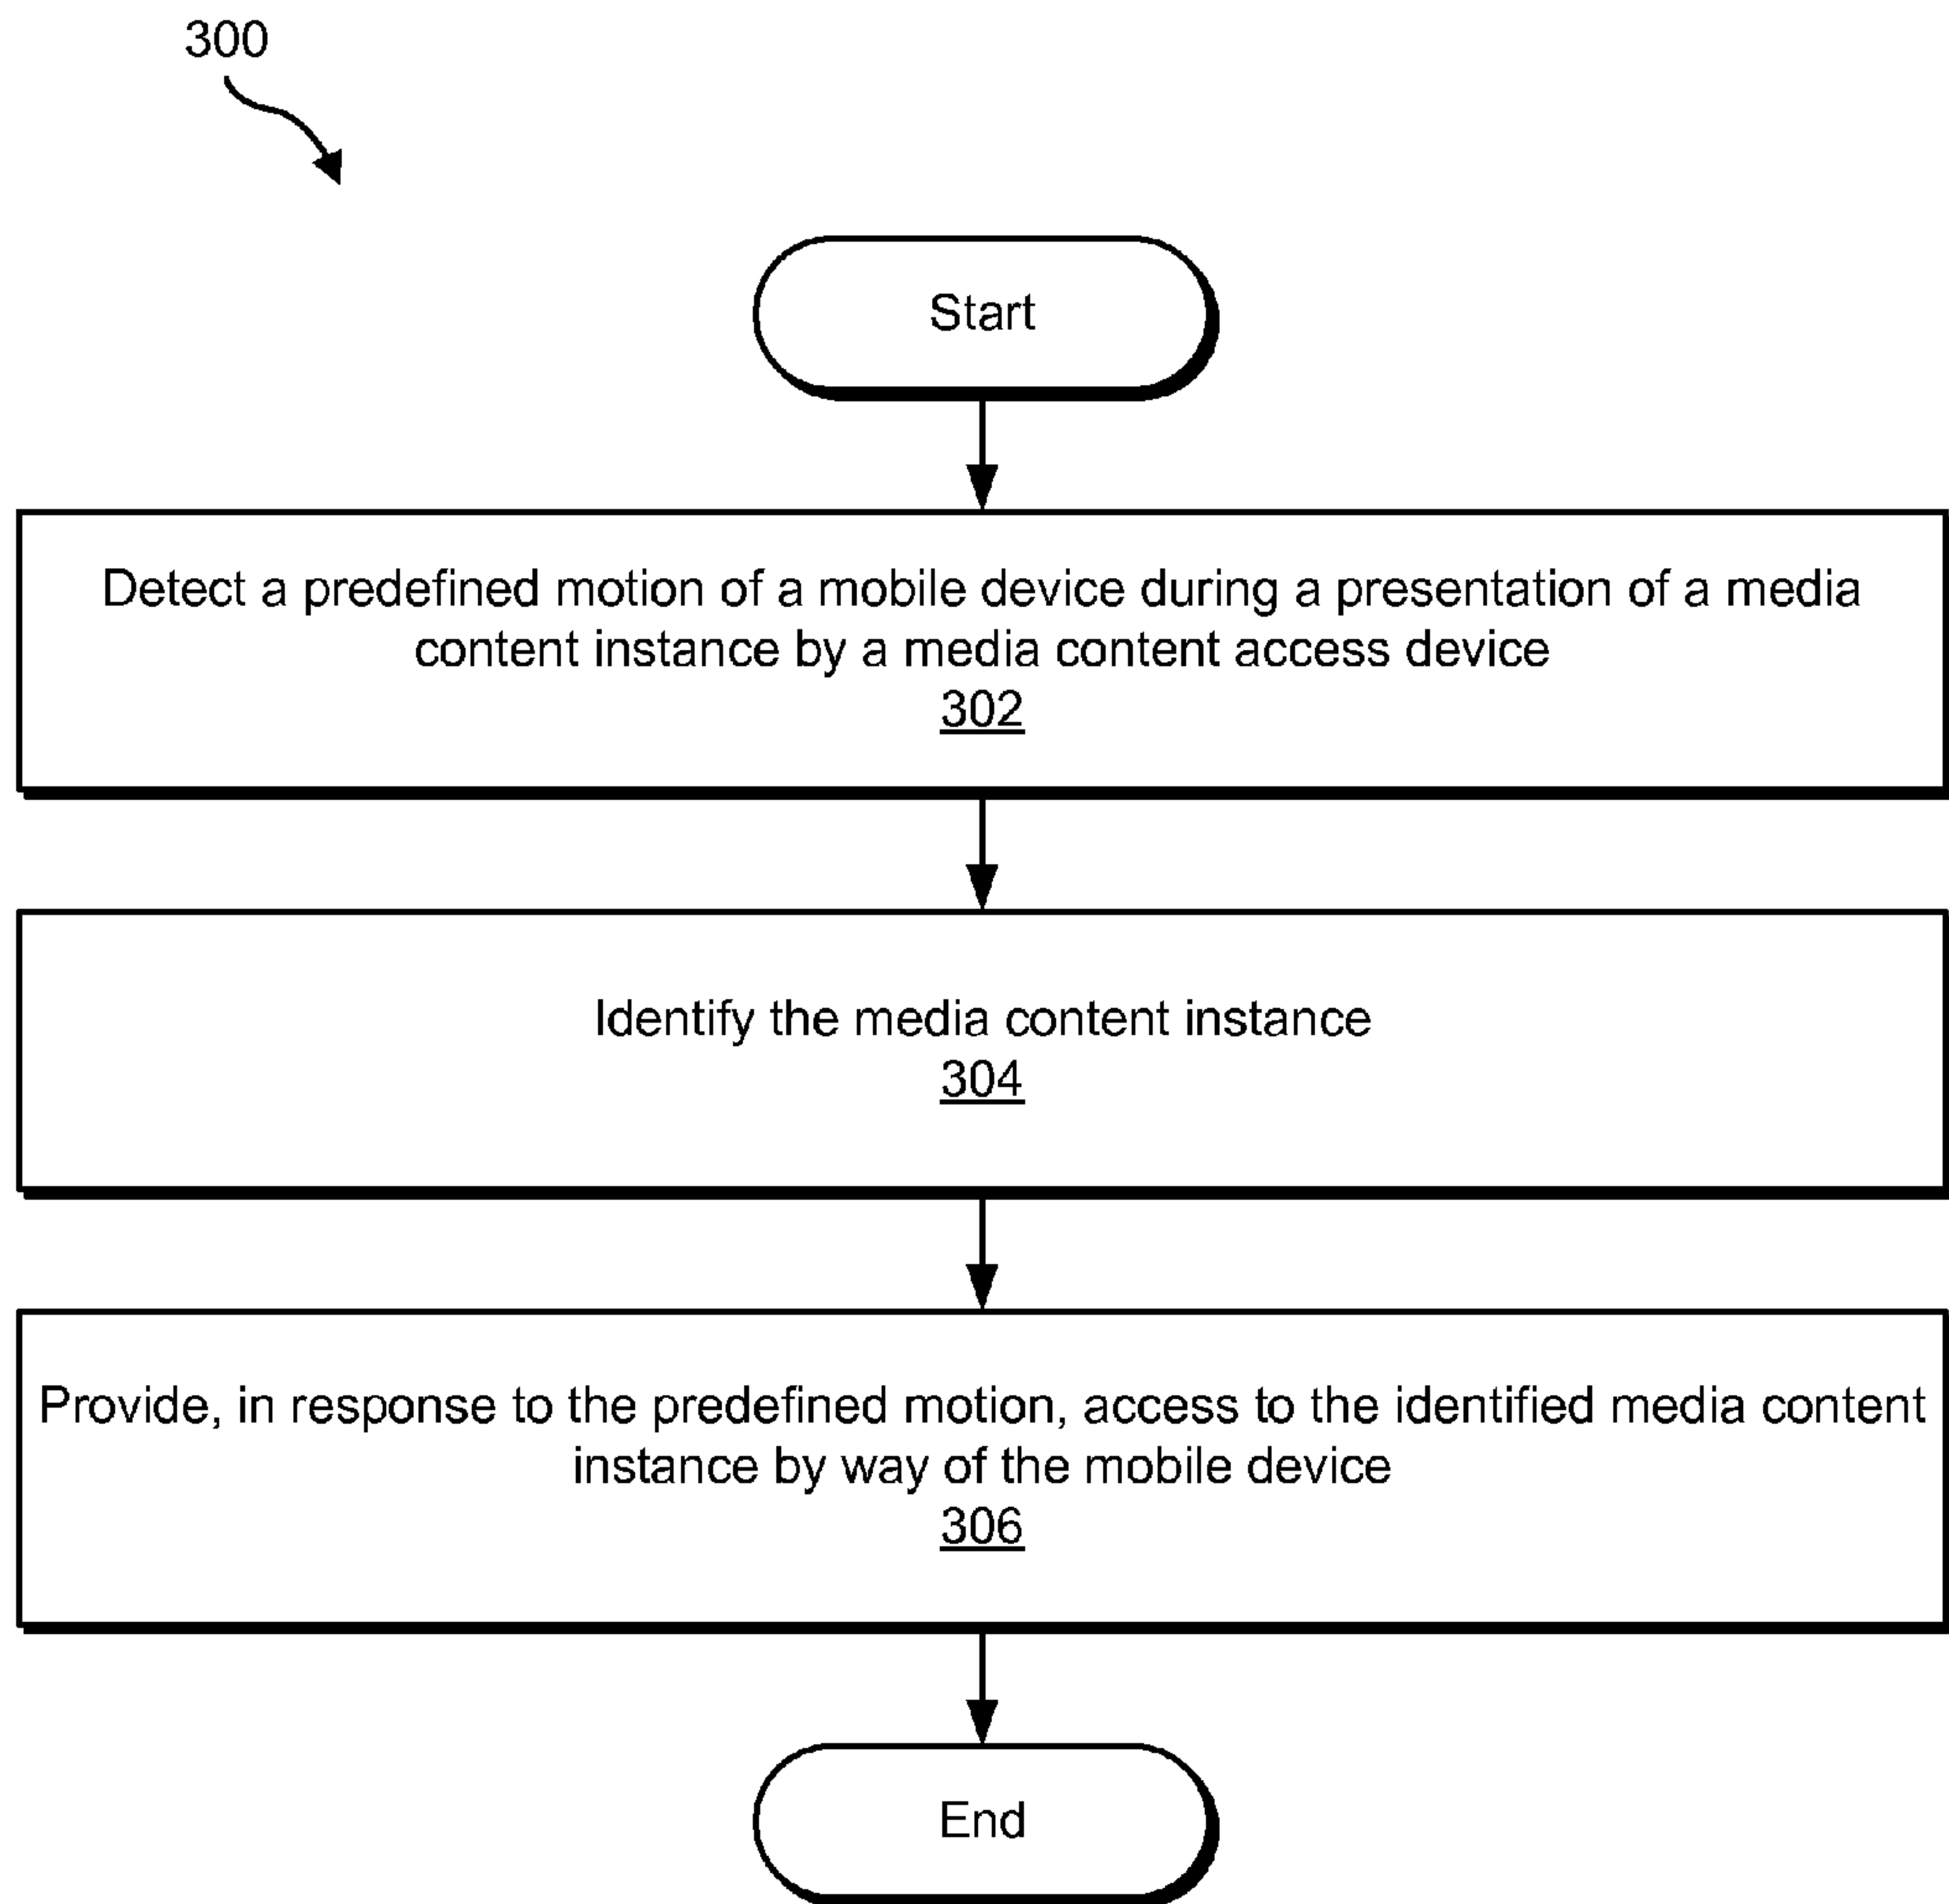 300
Start
Detect a predefined motion of a mobile device during a presentation of a media
content instance by a media content access device
302
Identify the media content instance
304
Provide, in response to the predefined motion, access to the identified media content
instance by way of the mobile device
306
End